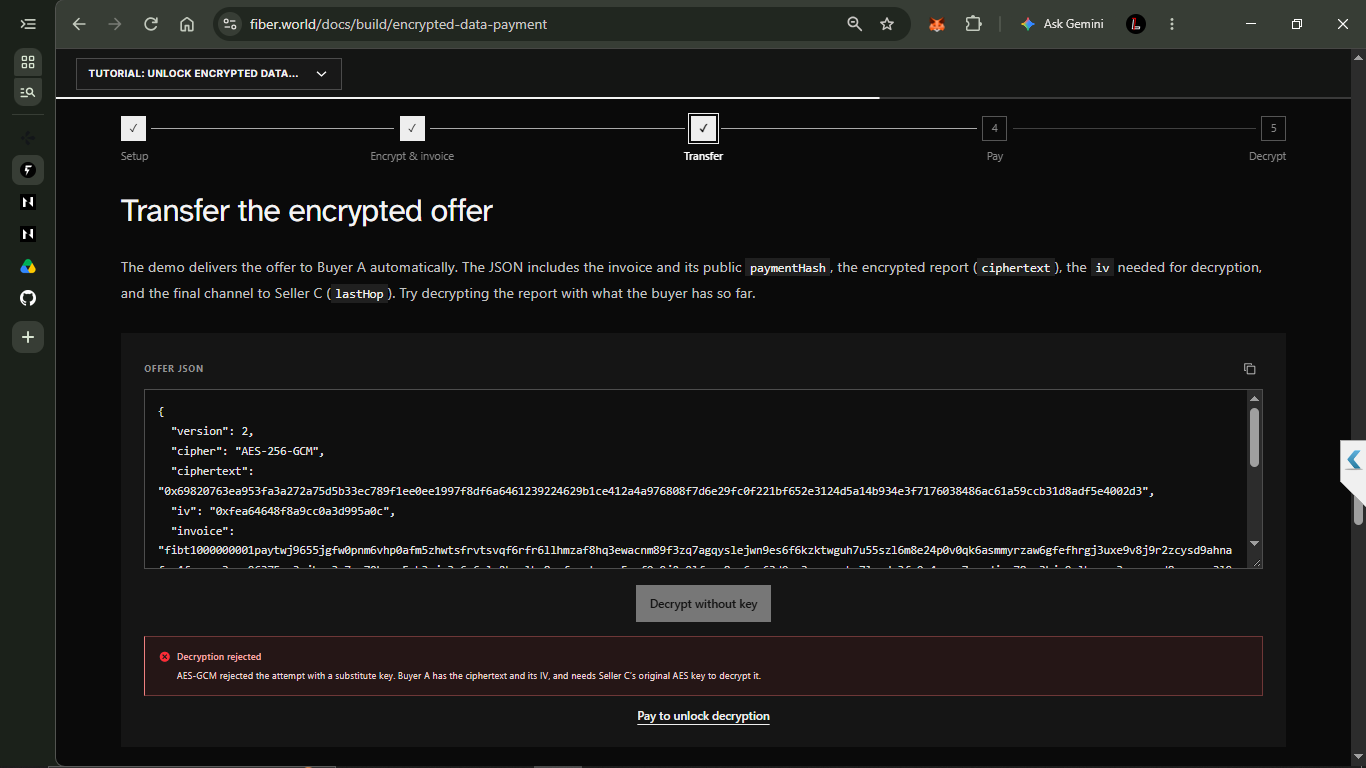 fiber.world/docs/build/encrypted-data-payment
Ask Gemini
L
TUTORIAL: UNLOCK ENCRYPTED DATA...
✓ ✓ ✓ 4 5
Setup Encrypt & invoice Transfer Pay Decrypt
Transfer the encrypted offer
The demo delivers the offer to Buyer A automatically. The JSON includes the invoice and its public paymentHash, the encrypted report (ciphertext), the iv needed for decryption,
and the final channel to Seller C (lastHop). Try decrypting the report with what the buyer has so far.
OFFER JSON
{
"version": 2,
"cipher": "AES-256-GCM",
"ciphertext":
"0x69820763ea953fa3a272a75d5b33ec789f1ee0ee1997f8df6a6461239224629b1ce412a4a976808f7d6e29fc0f221bf652e3124d5a14b934e3f7176038486ac61a59ccb31d8adf5e4002d3",
"iv": "0xfea64648f8a9cc0a3d995a0c",
"invoice":
"fibt1000000001paytwj9655jgfw0pnm6vhp0afm5zhwtsfrvtsvqf6rfr6llhmzaf8hq3ewacnm89f3zq7agqyslejwn9es6f6kzktwguh7u55szl6m8e24p0v0qk6asmmyrzaw6gfefhrgj3uxe9v8j9r2zcysd9ahna
Decrypt without key
Decryption rejected
AES-GCM rejected the attempt with a substitute key. Buyer A has the ciphertext and its IV, and needs Seller C's original AES key to decrypt it.
Pay to unlock decryption